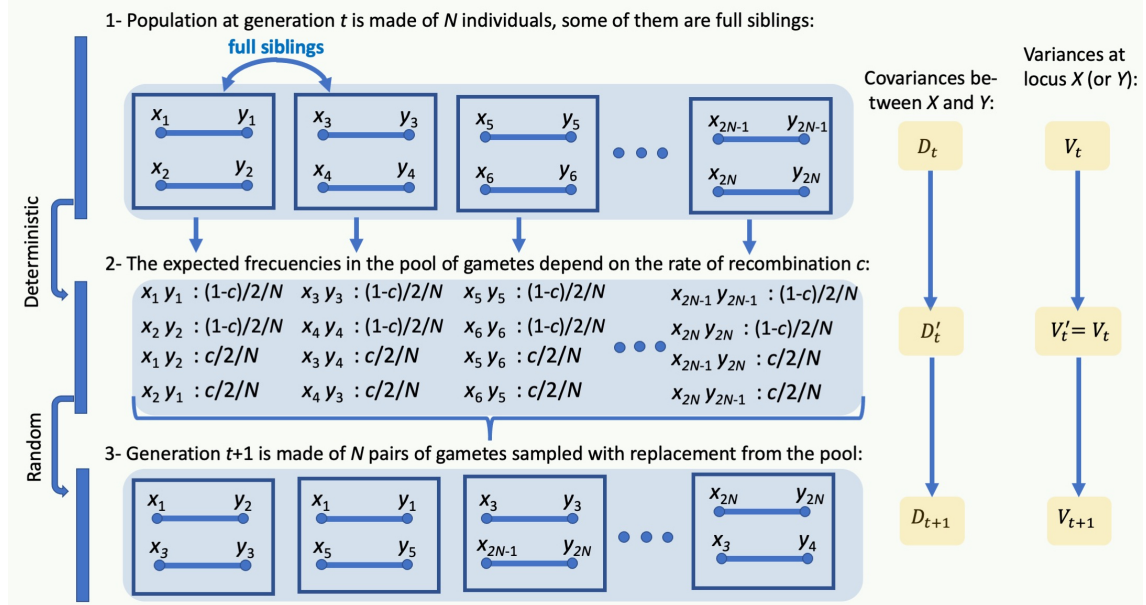 1- Population at generation t is made of N individuals, some of them are full siblings:
full siblings
Covariances be-
tween X and Y:
Variances at
locus X (or Y):
x1 y1 x3 y3 x5 y5 x2N-1 y2N-1
x2 y2 x4 y4 x6 y6 x2N y2N
Dt Vt
Deterministic
2- The expected frecuencies in the pool of gametes depend on the rate of recombination c:
x1 y1 : (1-c)/2/N x3 y3 : (1-c)/2/N x5 y5 : (1-c)/2/N x2N-1 y2N-1 : (1-c)/2/N
x2 y2 : (1-c)/2/N x4 y4 : (1-c)/2/N x6 y6 : (1-c)/2/N x2N y2N : (1-c)/2/N
x1 y2 : c/2/N x3 y4 : c/2/N x5 y6 : c/2/N x2N-1 y2N : c/2/N
x2 y1 : c/2/N x4 y3 : c/2/N x6 y5 : c/2/N x2N y2N-1 : c/2/N
D't V't = Vt
Random
3- Generation t+1 is made of N pairs of gametes sampled with replacement from the pool:
x1 y2 x1 y1 x3 y3 x2N y2N
x3 y3 x5 y5 x2N-1 y2N x3 y4
Dt+1 Vt+1